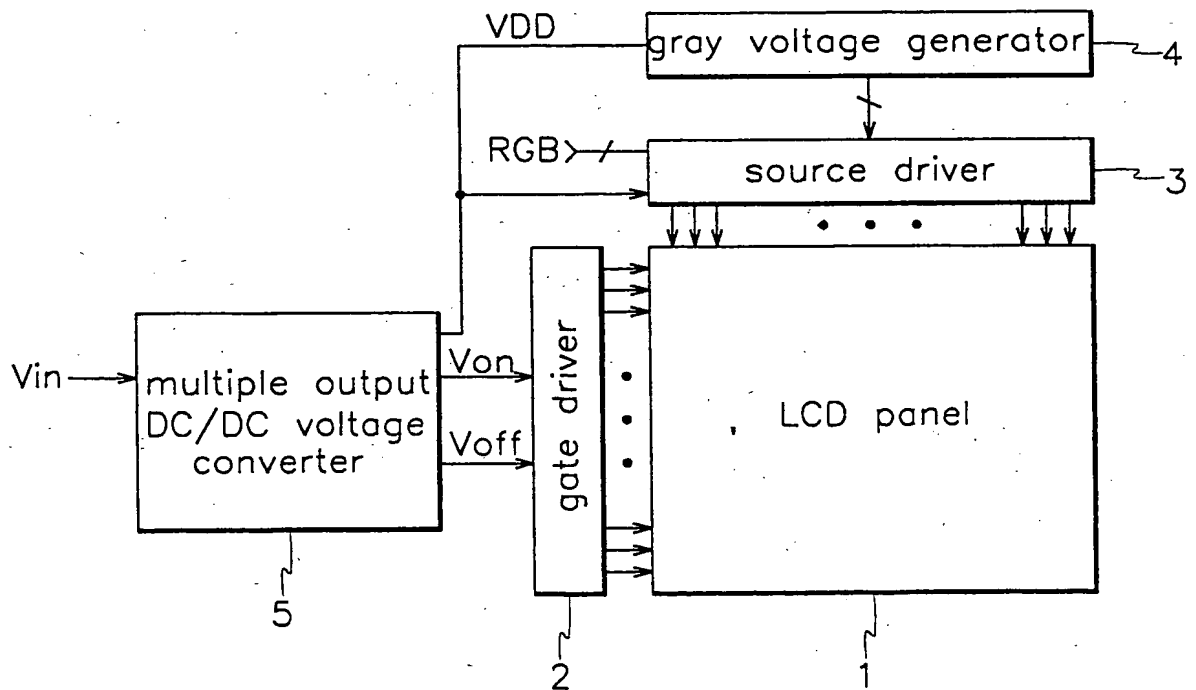 VDD
gray voltage generator
4
RGB
source driver
3
Vin
multiple output
DC/DC voltage
converter
Von
Voff
gate driver
LCD panel
5
2
1